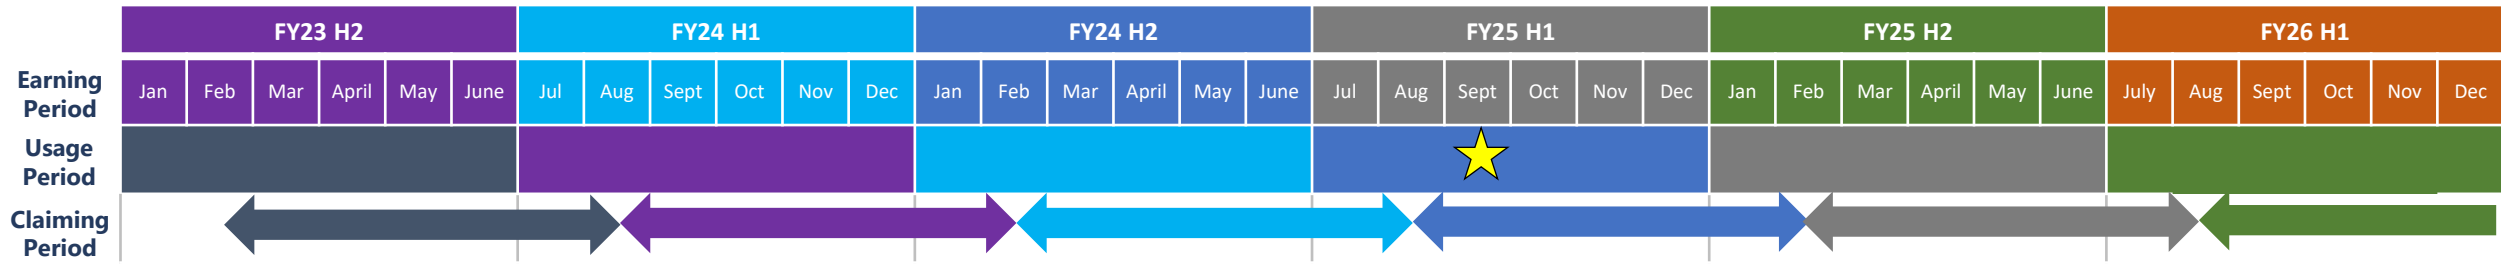 FY23 H2 FY24 H1 FY24 H2 FY25 H1 FY25 H2 FY26 H1
Earning
Period
Jan Feb Mar April May June Jul Aug Sept Oct Nov Dec Jan Feb Mar April May June Jul Aug Sept Oct Nov Dec Jan Feb Mar April May June July Aug Sept Oct Nov Dec
Usage
Period
Claiming
Period